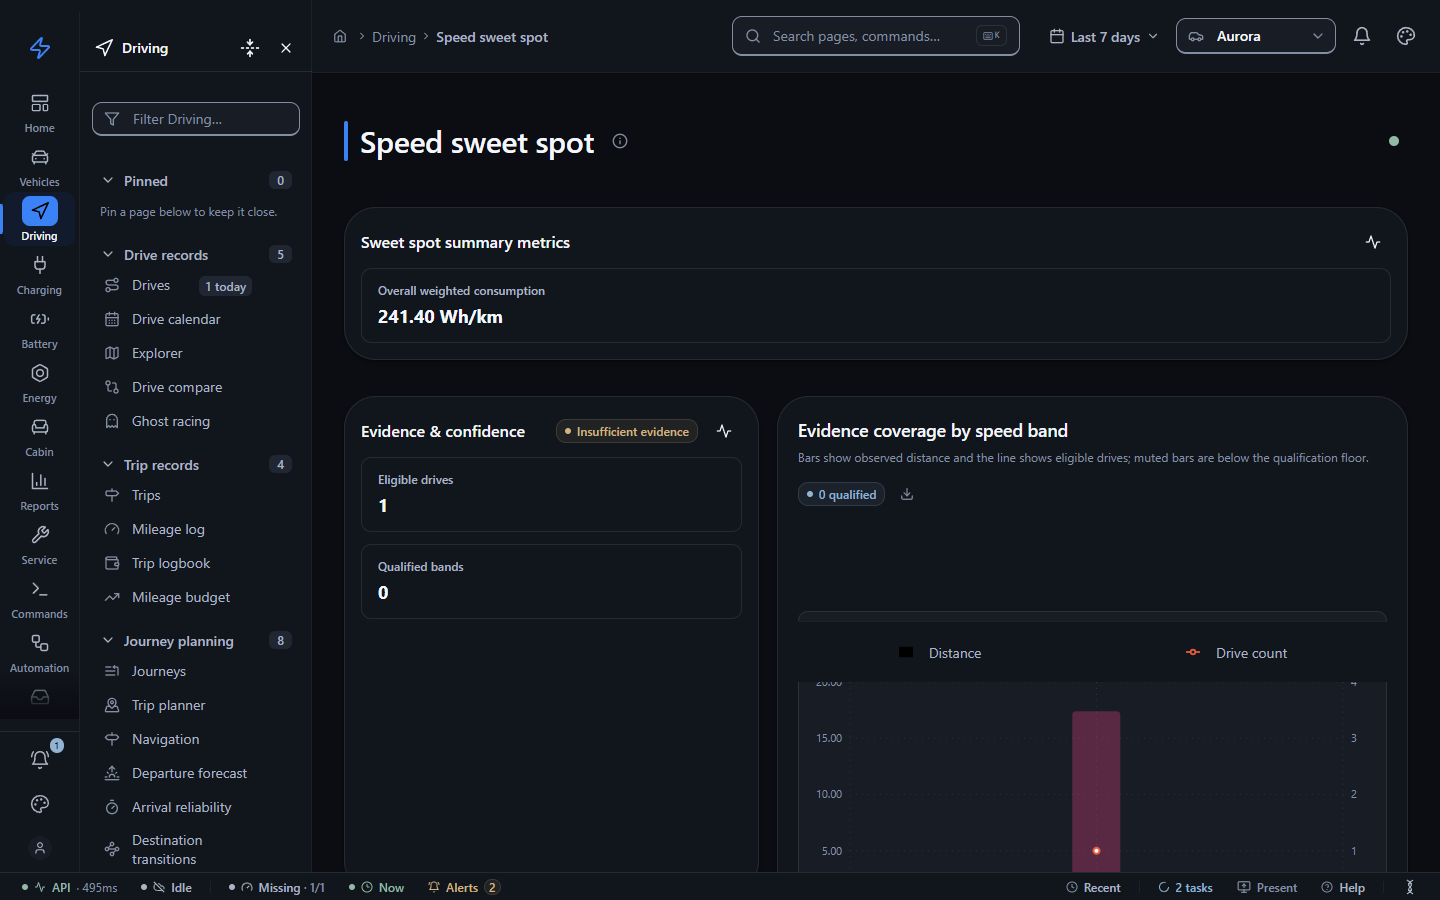 Driving
Driving
Speed sweet spot
Search pages, commands...
K
Last 7 days
Aurora
Home
Vehicles
Driving
Charging
Battery
Energy
Cabin
Reports
Service
Commands
Automation
1
Filter Driving...
Pinned
0
Pin a page below to keep it close.
Drive records
5
Drives
1 today
Drive calendar
Explorer
Drive compare
Ghost racing
Trip records
4
Trips
Mileage log
Trip logbook
Mileage budget
Journey planning
8
Journeys
Trip planner
Navigation
Departure forecast
Arrival reliability
Destination
transitions
Speed sweet spot
Sweet spot summary metrics
Overall weighted consumption
241.40 Wh/km
Evidence & confidence
Insufficient evidence
Eligible drives
1
Qualified bands
0
Evidence coverage by speed band
Bars show observed distance and the line shows eligible drives; muted bars are below the qualification floor.
0 qualified
Distance
Drive count
20.00
4
15.00
3
10.00
2
5.00
1
API · 495ms
Idle
Missing · 1/1
Now
Alerts 2
Recent
2 tasks
Present
Help